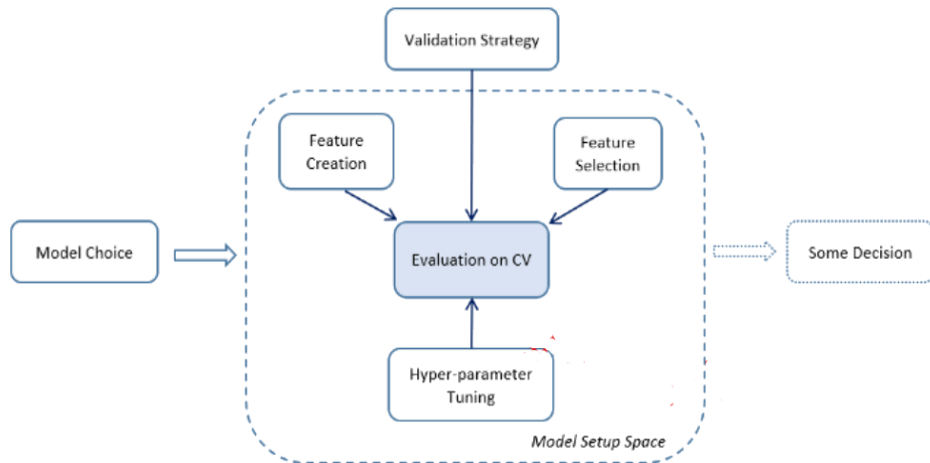 Validation Strategy
Feature
Creation
Feature
Selection
Model Choice
Evaluation on CV
Some Decision
Hyper-parameter
Tuning
Model Setup Space